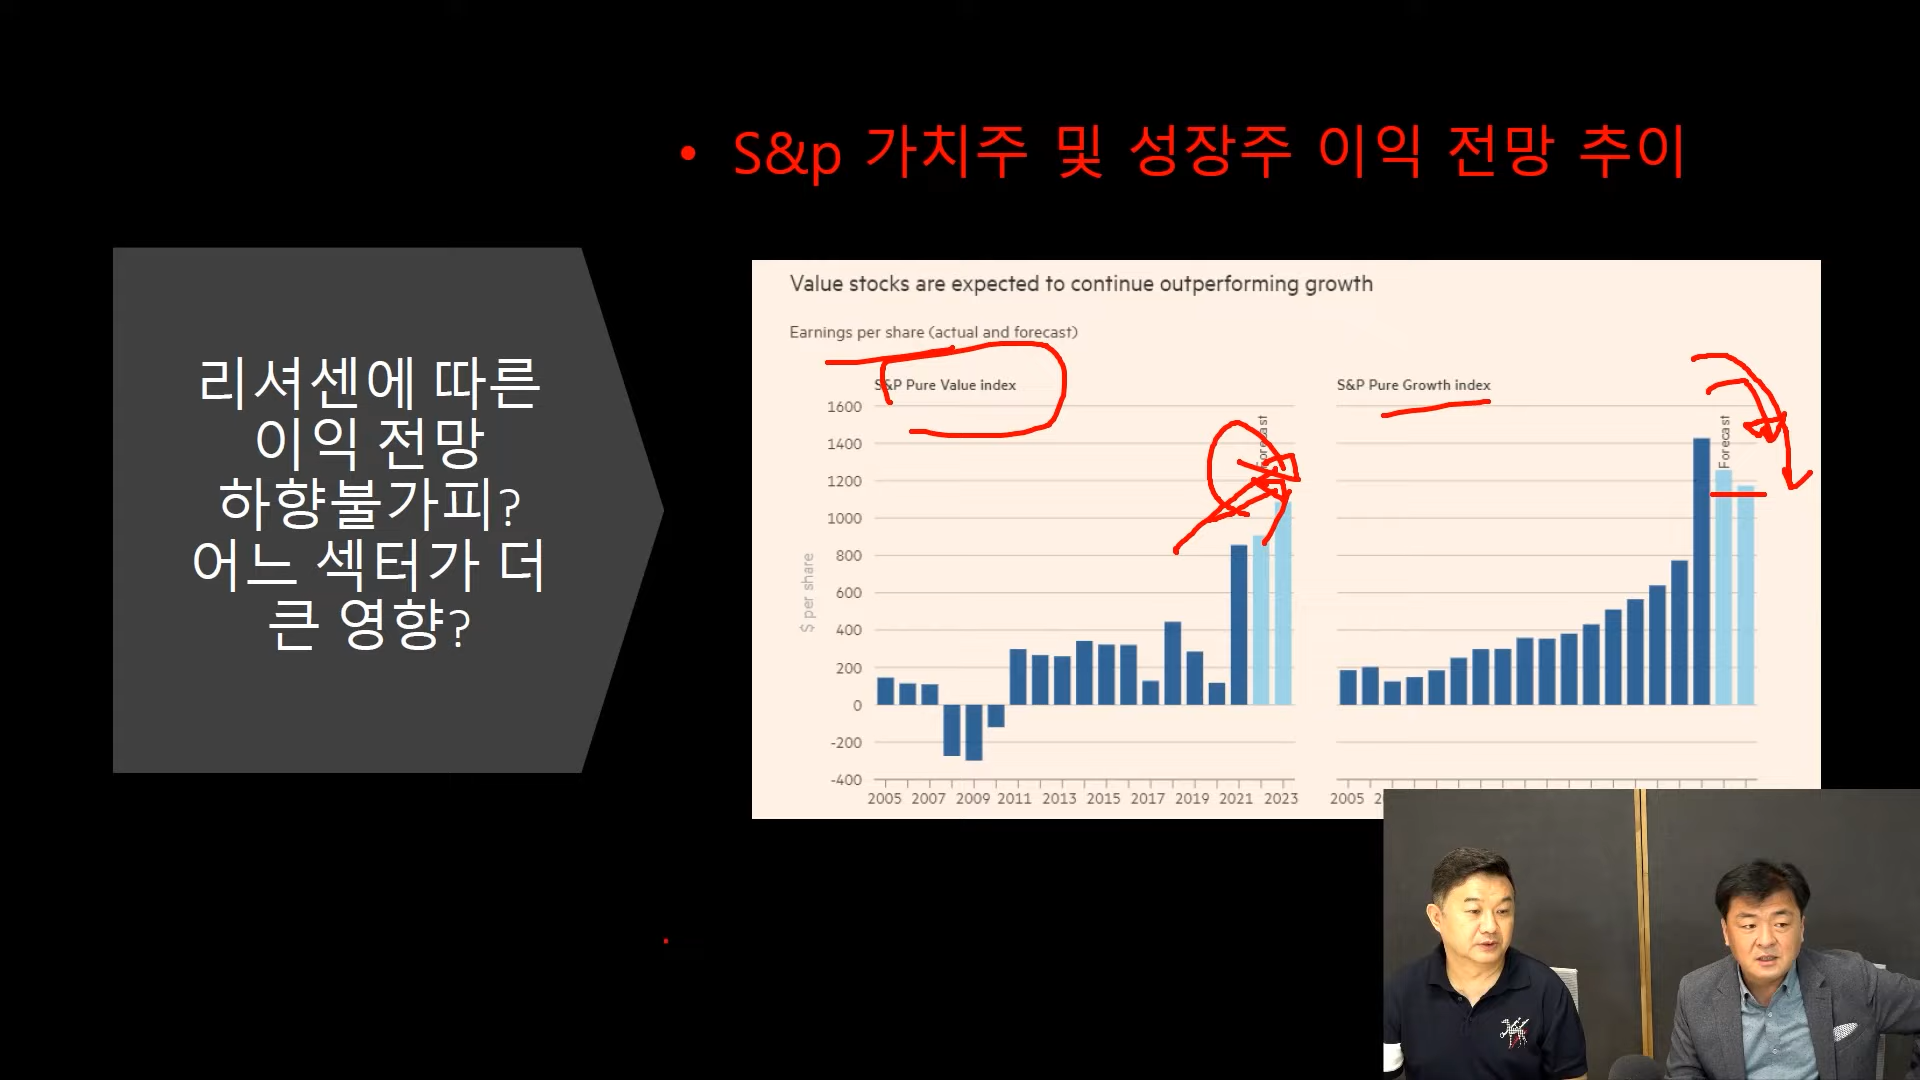 • S&p 가치주 및 성장주 이익 전망 추이
리셔센에 따른
이익 전망
하향불가피?
어느 섹터가 더
큰 영향?
Value stocks are expected to continue outperforming growth
Earnings per share (actual and forecast)
S&P Pure Value index
S&P Pure Growth index
$ per share
1600
1400
1200
1000
800
600
400
200
0
-200
-400
Forecast
Forecast
2005 2007 2009 2011 2013 2015 2017 2019 2021 2023
2005